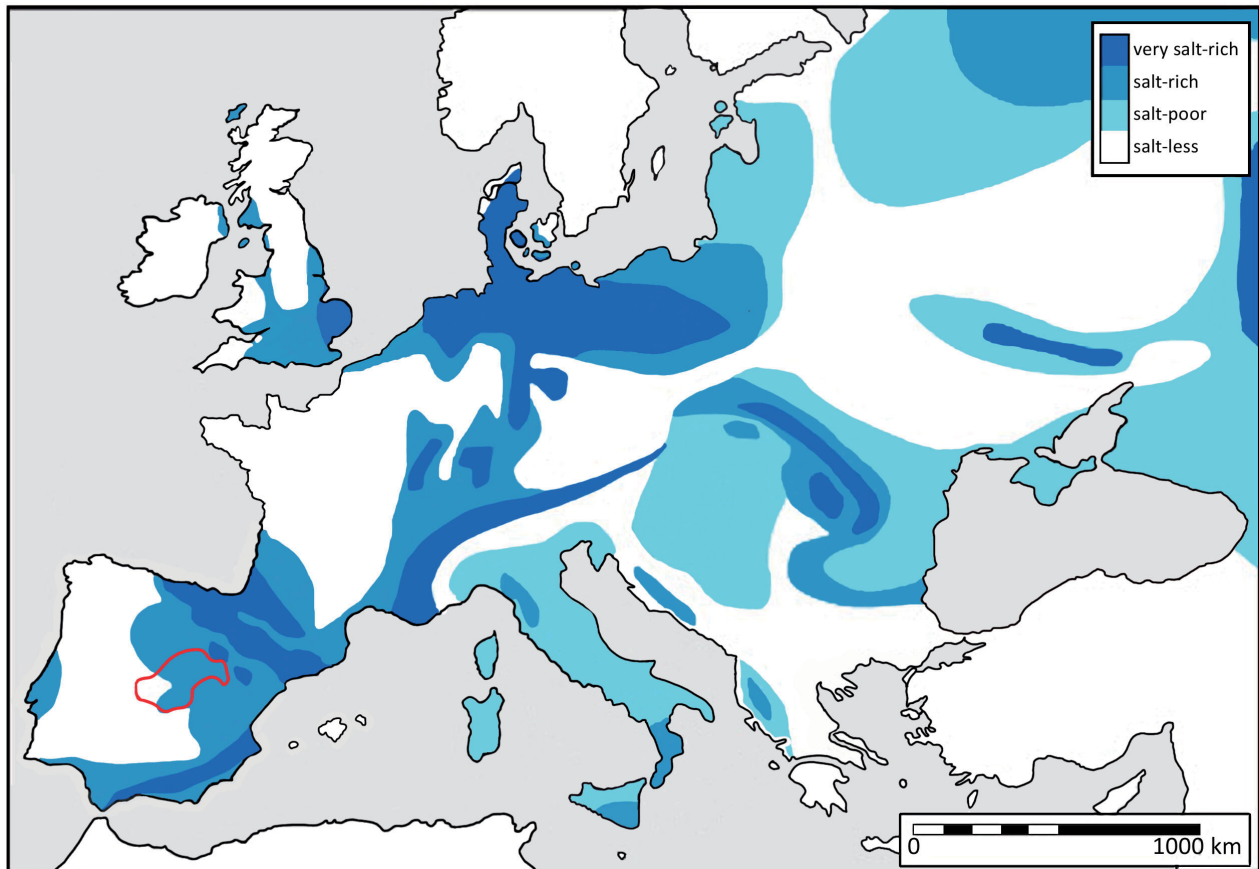 very salt-rich
salt-rich
salt-poor
salt-less
0 1000 km